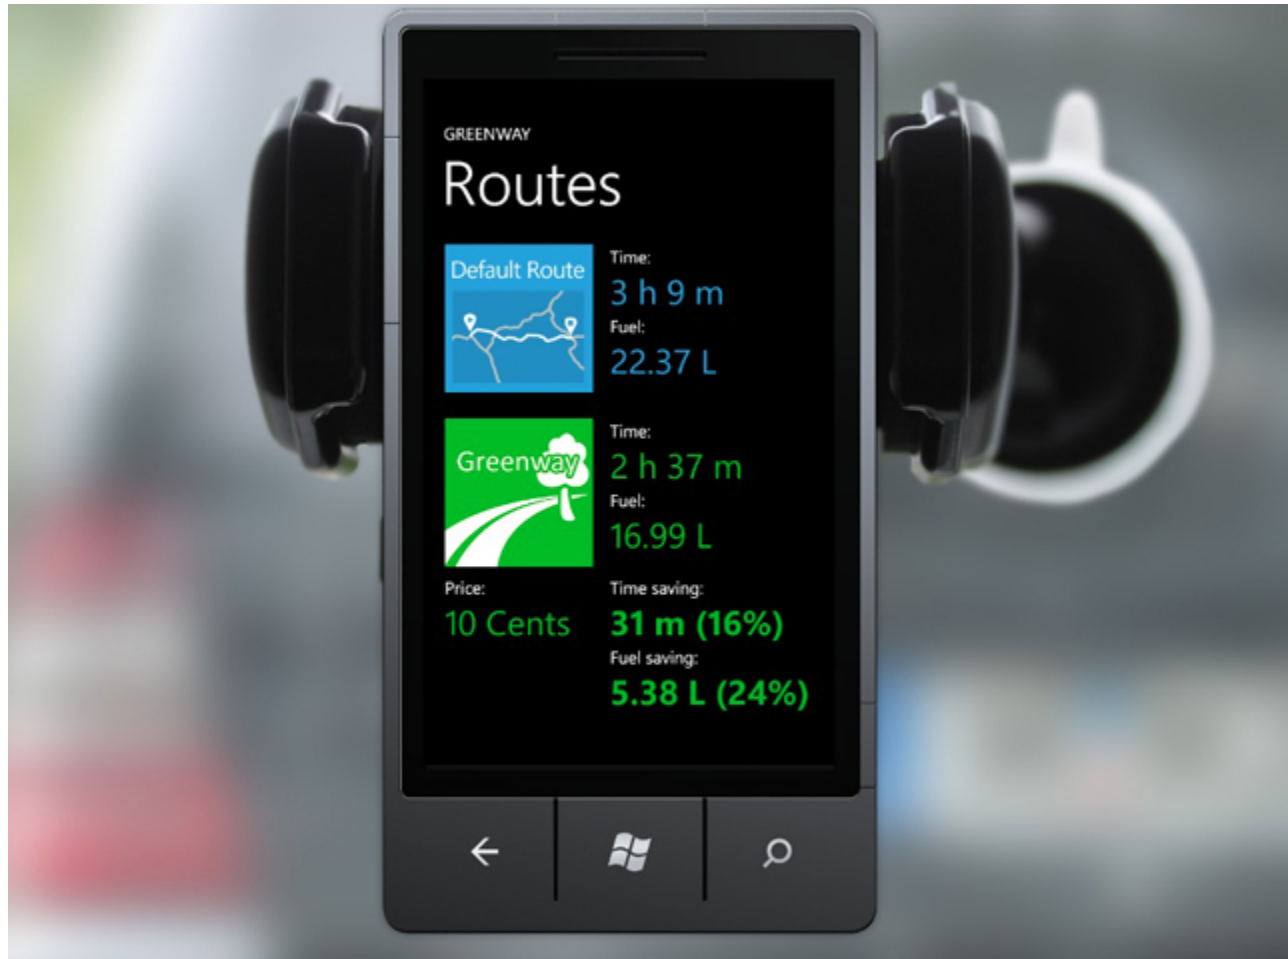 GREENWAY
Routes
Default Route
Time:
3 h 9 m
Fuel:
22.37 L
Greenway
Time:
2 h 37 m
Fuel:
16.99 L
Price:
10 Cents
Time saving:
31 m (16%)
Fuel saving:
5.38 L (24%)